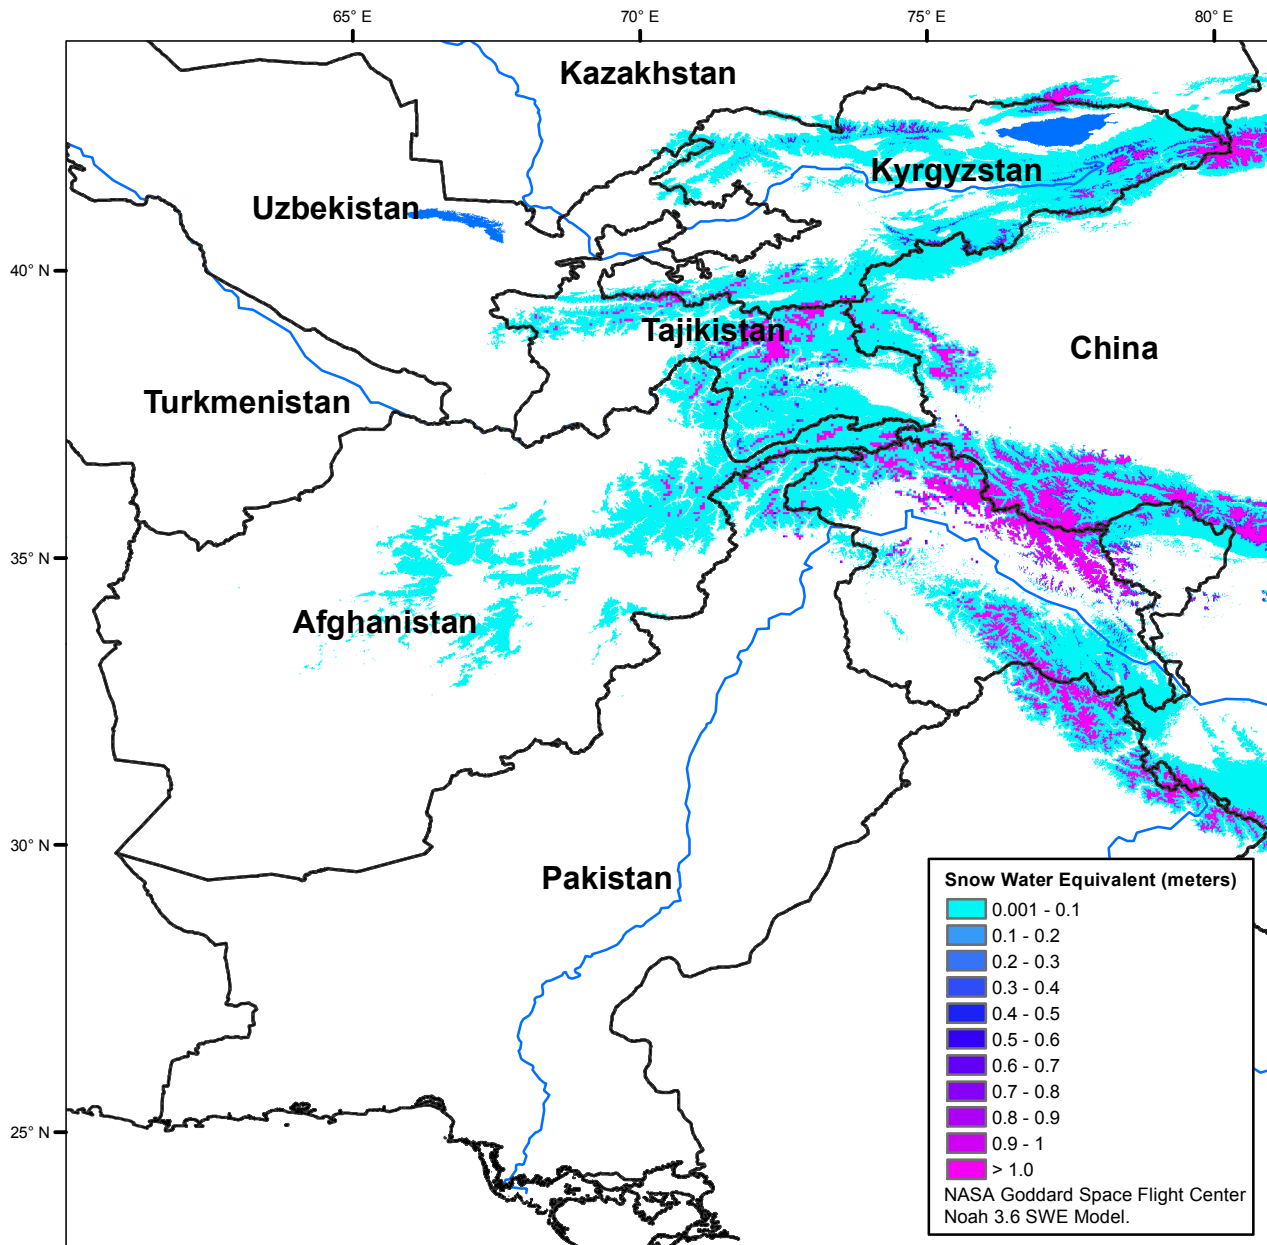 65° E
70° E
75° E
80° E
Kazakhstan
Kyrgyzstan
Uzbekistan
40° N
Tajikistan
China
Turkmenistan
35° N
Afghanistan
30° N
Pakistan
25° N
Snow Water Equivalent (meters)
0.001 - 0.1
0.1 - 0.2
0.2 - 0.3
0.3 - 0.4
0.4 - 0.5
0.5 - 0.6
0.6 - 0.7
0.7 - 0.8
0.8 - 0.9
0.9 - 1
> 1.0
NASA Goddard Space Flight Center
Noah 3.6 SWE Model.